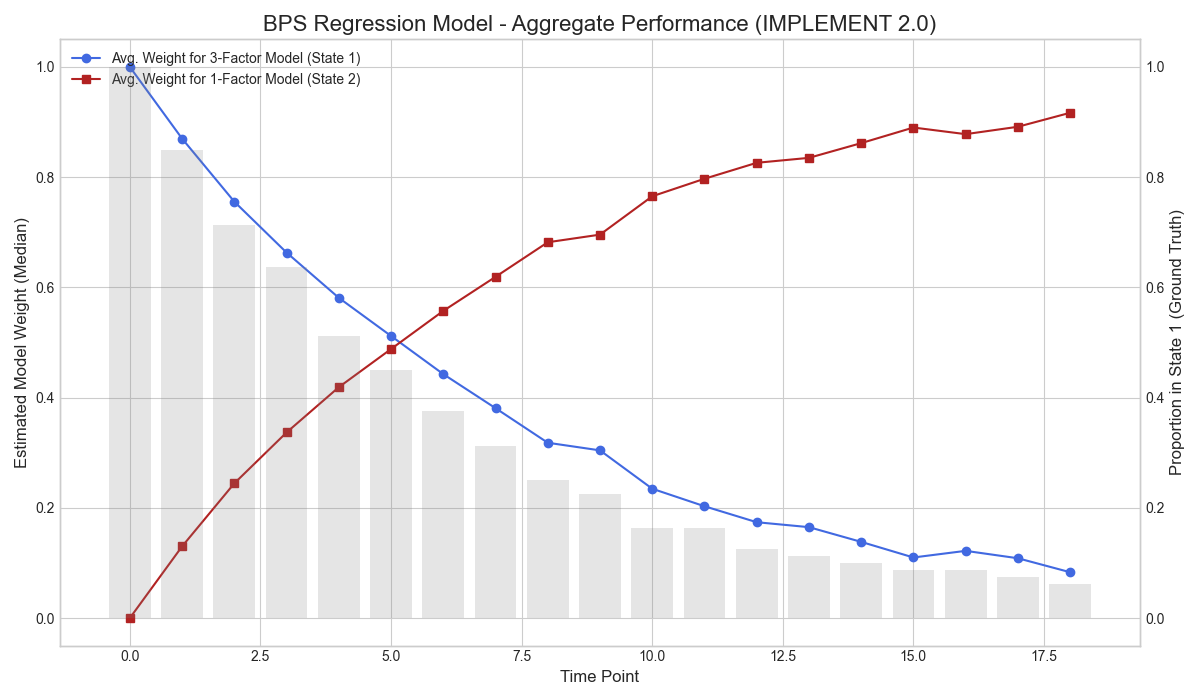 BPS Regression Model - Aggregate Performance (IMPLEMENT 2.0)
Avg. Weight for 3-Factor Model (State 1)
Avg. Weight for 1-Factor Model (State 2)
Estimated Model Weight (Median)
1.0
0.8
0.6
0.4
0.2
0.0
1.0
0.8
0.6
0.4
0.2
0.0
Proportion in State 1 (Ground Truth)
0.0 2.5 5.0 7.5 10.0 12.5 15.0 17.5
Time Point